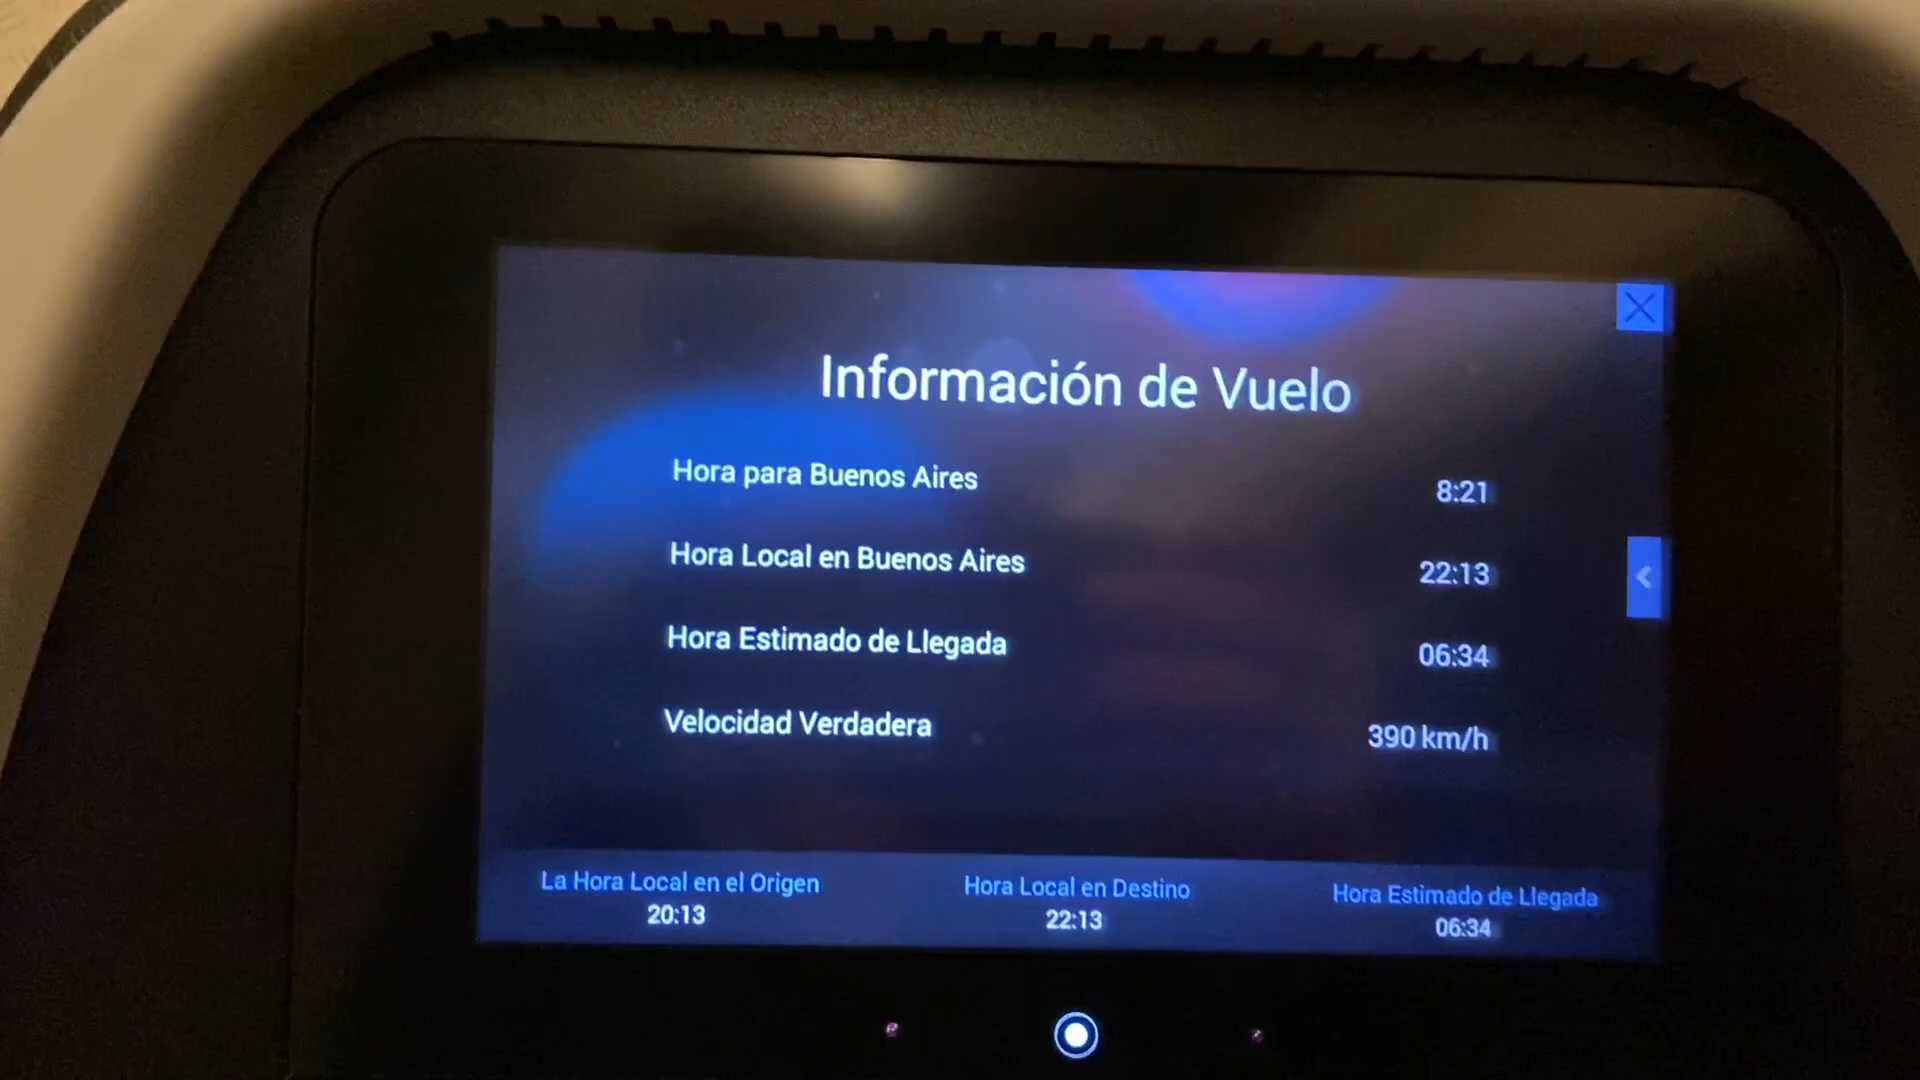 Información de Vuelo
Hora para Buenos Aires 8:21
Hora Local en Buenos Aires 22:13
Hora Estimado de Llegada 06:34
Velocidad Verdadera 390 km/h
La Hora Local en el Origen Hora Local en Destino Hora Estimado de Llegada
20:13 22:13 06:34